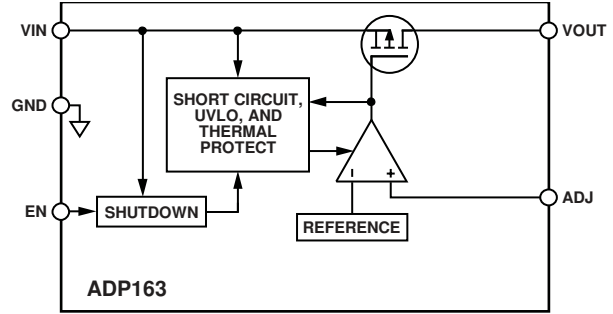 VIN
VOUT
GND
SHORT CIRCUIT,
UVLO, AND
THERMAL
PROTECT
EN
SHUTDOWN
– +
REFERENCE
ADJ
ADP163